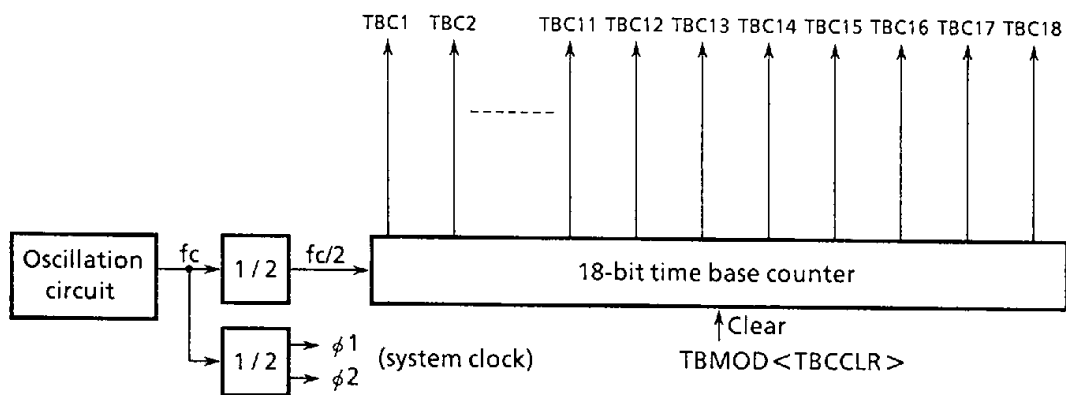 TBC1 TBC2 TBC11 TBC12 TBC13 TBC14 TBC15 TBC16 TBC17 TBC18
Oscillation
circuit
fc
1 / 2
fc/2
18-bit time base counter
Clear
TBMOD<TBCCLR>
1 / 2
ϕ1
ϕ2
(system clock)